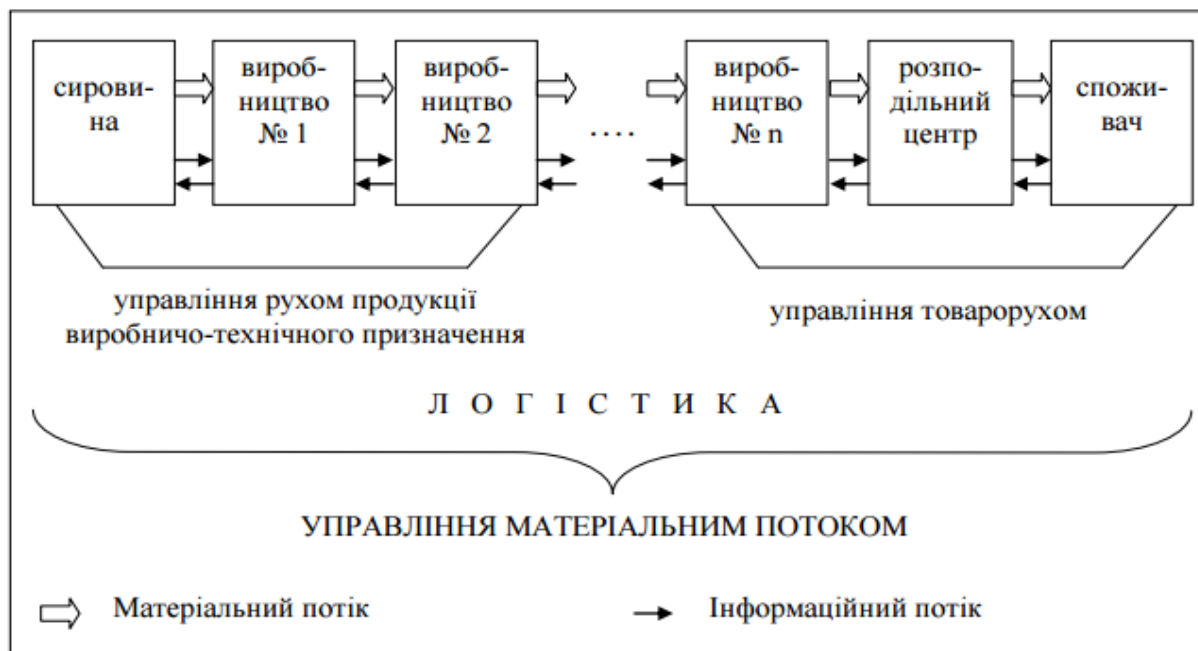 сирови-
на
вироб-
ництво
№ 1
вироб-
ництво
№ 2
....
вироб-
ництво
№ n
розпо-
дільний
центр
спожи-
вач
управління рухом продукції
виробничо-технічного призначення
управління товарорухом
Л О Г І С Т И К А
УПРАВЛІННЯ МАТЕРІАЛЬНИМ ПОТОКОМ
Матеріальний потік
Інформаційний потік